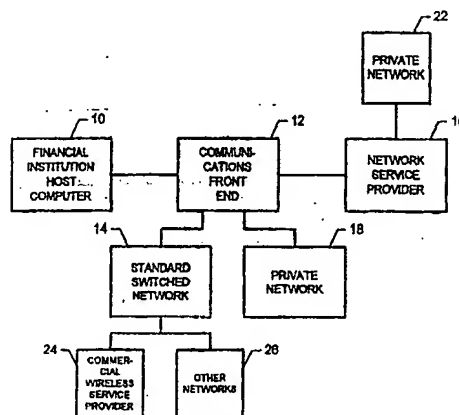 22
PRIVATE
NETWORK
10
FINANCIAL
INSTITUTION
HOST
COMPUTER
12
COMMUNI-
CATIONS
FRONT
END
NETWORK
SERVICE
PROVIDER
14
STANDARD
SWITCHED
NETWORK
18
PRIVATE
NETWORK
24
COMMER-
CIAL
WIRELESS
SERVICE
PROVIDER
26
OTHER
NETWORKS